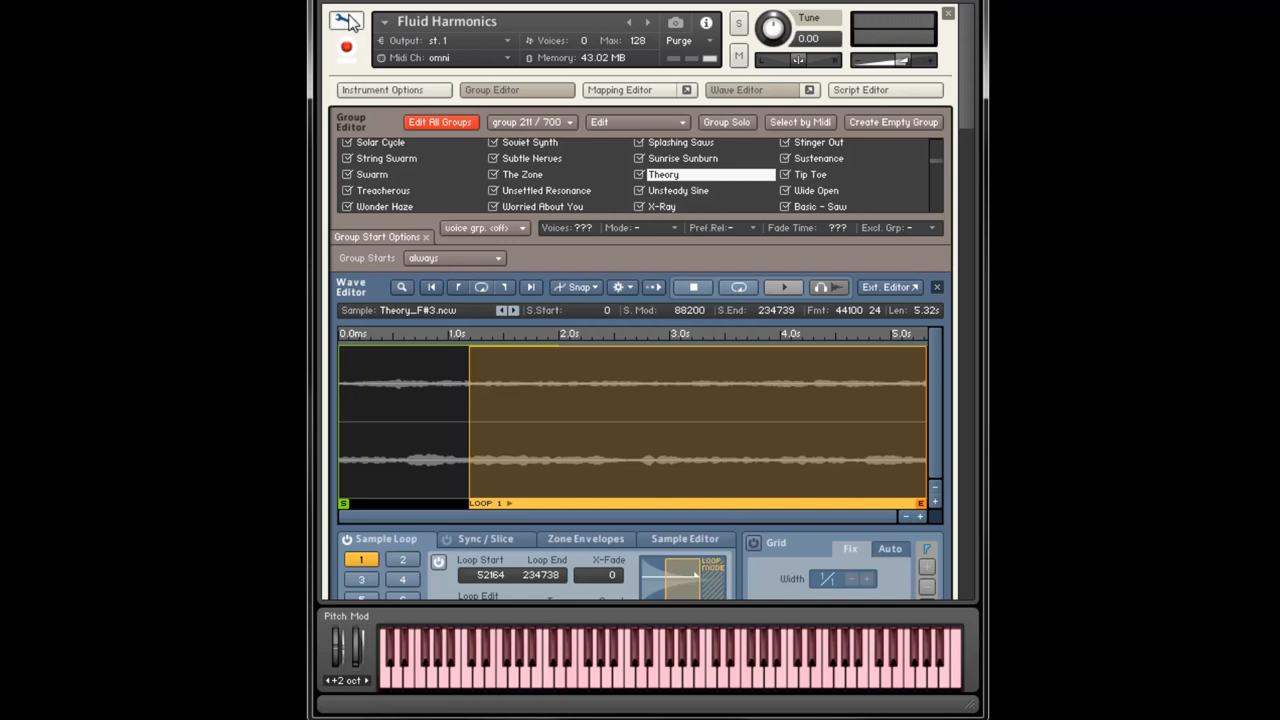 Fluid Harmonics
Output: st. 1 Voices: 0 Max: 128 Purge
Midi Ch: omni Memory: 43.02 MB
S
M
Tune
0.00
L R
Instrument Options Group Editor Mapping Editor Wave Editor Script Editor
Group Editor Edit All Groups group 211 / 700 Edit Group Solo Select by Midi Create Empty Group
Solar Cycle Soviet Synth Splashing Saws Stinger Out
String Swarm Subtle Nerves Sunrise Sunburn Sustenance
Swarm The Zone Theory Tip Toe
Treacherous Unsettled Resonance Unsteady Sine Wide Open
Wonder Haze Worried About You X-Ray Basic - Saw
Group Start Options × voice grp. <off> Voices: ??? Mode: - Pref.Rel:- Fade Time: ??? Excl. Grp: -
Group Starts always
Wave Editor Snap Ext. Editor
Sample: Theory_F#3.ncw S.Start: 0 S. Mod: 88200 S.End: 234739 Fmt: 44100 24 Len: 5.32s
0.0ms 1.0s 2.0s 3.0s 4.0s 5.0s
S LOOP 1 E
Sample Loop Sync / Slice Zone Envelopes Sample Editor Grid Fix Auto
1 2 Loop Start Loop End X-Fade LOOP MODE
52164 234738 0
3 4 Width 1/1 - +
Loop Edit
Pitch Mod
+2 oct